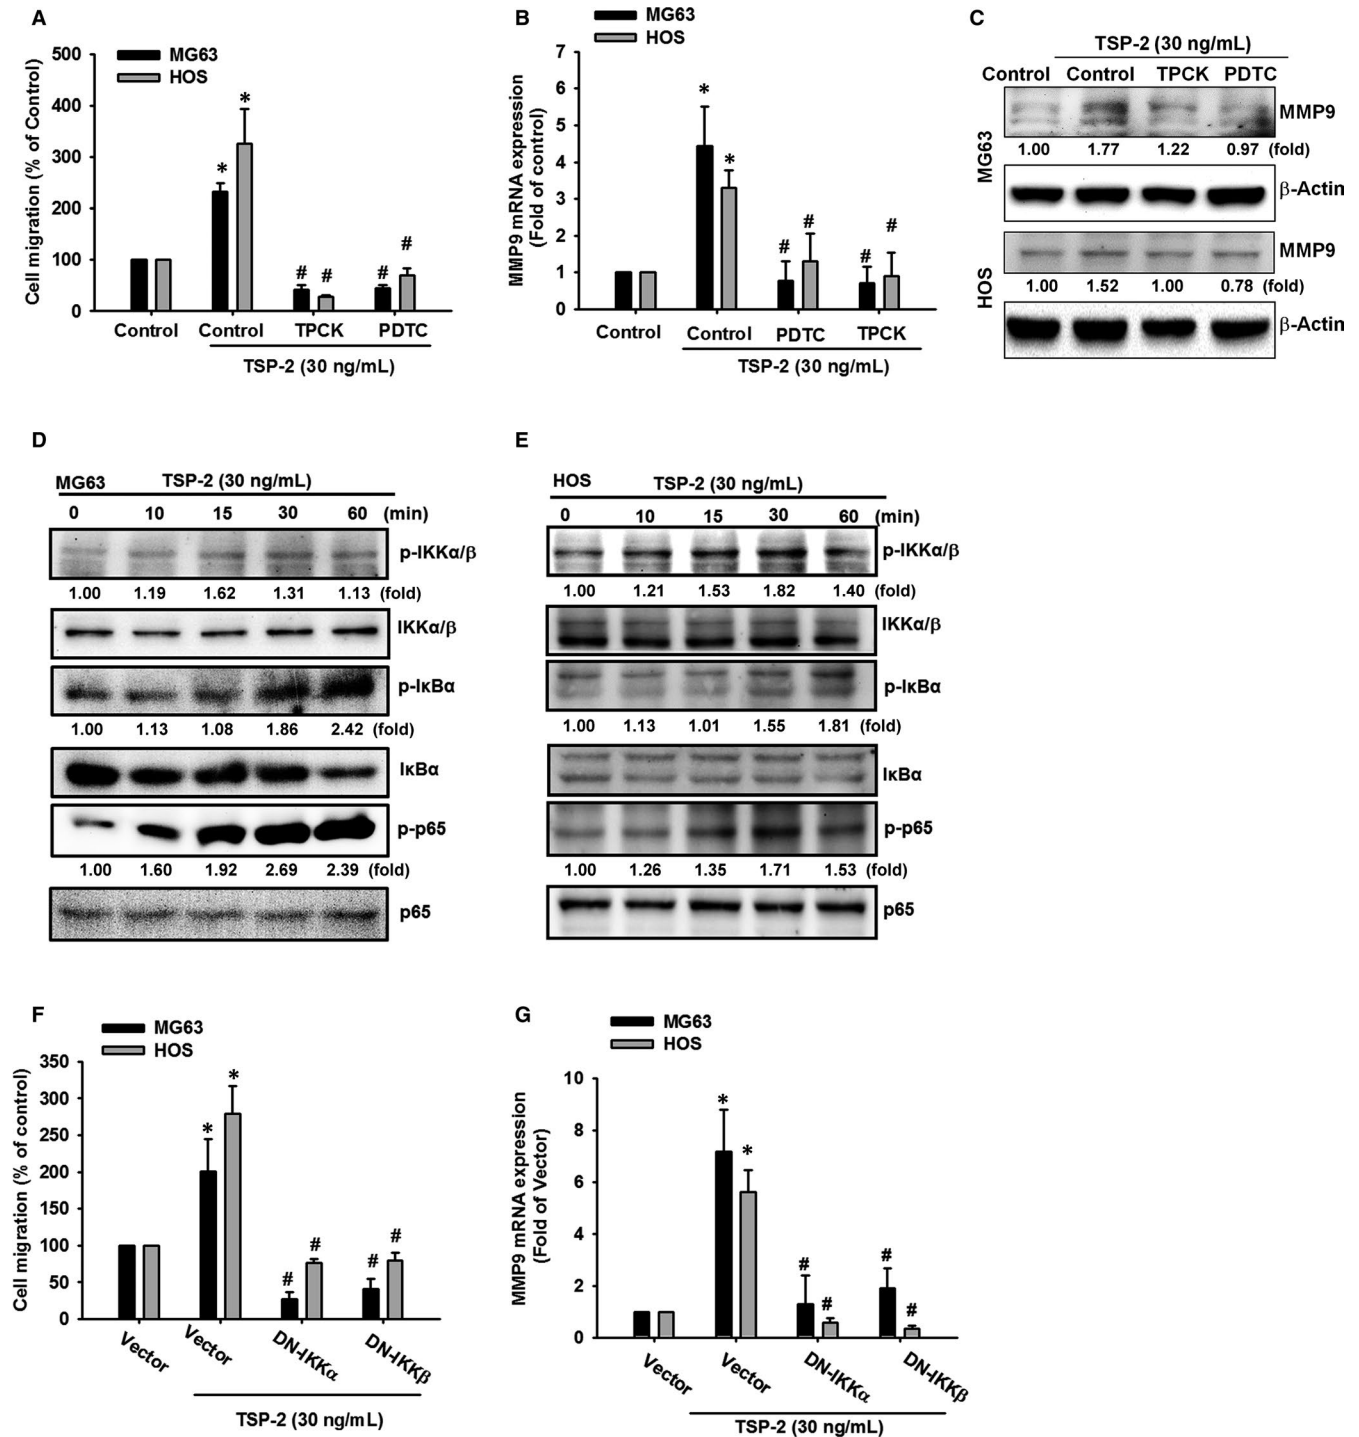 A
MG63
HOS
Cell migration (% of Control)
500
400
300
200
100
0
* * # # # #
Control Control TPCK PDTC
TSP-2 (30 ng/mL)
B
MG63
HOS
MMP9 mRNA expression
(Fold of control)
7
6
5
4
3
2
1
0
* * # # # #
Control Control PDTC TPCK
TSP-2 (30 ng/mL)
C
TSP-2 (30 ng/mL)
Control Control TPCK PDTC
MG63
MMP9
1.00 1.77 1.22 0.97 (fold)
β-Actin
HOS
MMP9
1.00 1.52 1.00 0.78 (fold)
β-Actin
D
MG63 TSP-2 (30 ng/mL)
0 10 15 30 60 (min)
p-IKKα/β
1.00 1.19 1.62 1.31 1.13 (fold)
IKKα/β
p-IκBα
1.00 1.13 1.08 1.86 2.42 (fold)
IκBα
p-p65
1.00 1.60 1.92 2.69 2.39 (fold)
p65
E
HOS TSP-2 (30 ng/mL)
0 10 15 30 60 (min)
p-IKKα/β
1.00 1.21 1.53 1.82 1.40 (fold)
IKKα/β
p-IκBα
1.00 1.13 1.01 1.55 1.81 (fold)
IκBα
p-p65
1.00 1.26 1.35 1.71 1.53 (fold)
p65
F
MG63
HOS
Cell migration (% of control)
350
300
250
200
150
100
50
0
* * # # # #
Vector Vector DN-IKKα DN-IKKβ
TSP-2 (30 ng/mL)
G
MG63
HOS
MMP9 mRNA expression
(Fold of Vector)
10
8
6
4
2
0
* * # # # #
Vector Vector DN-IKKα DN-IKKβ
TSP-2 (30 ng/mL)